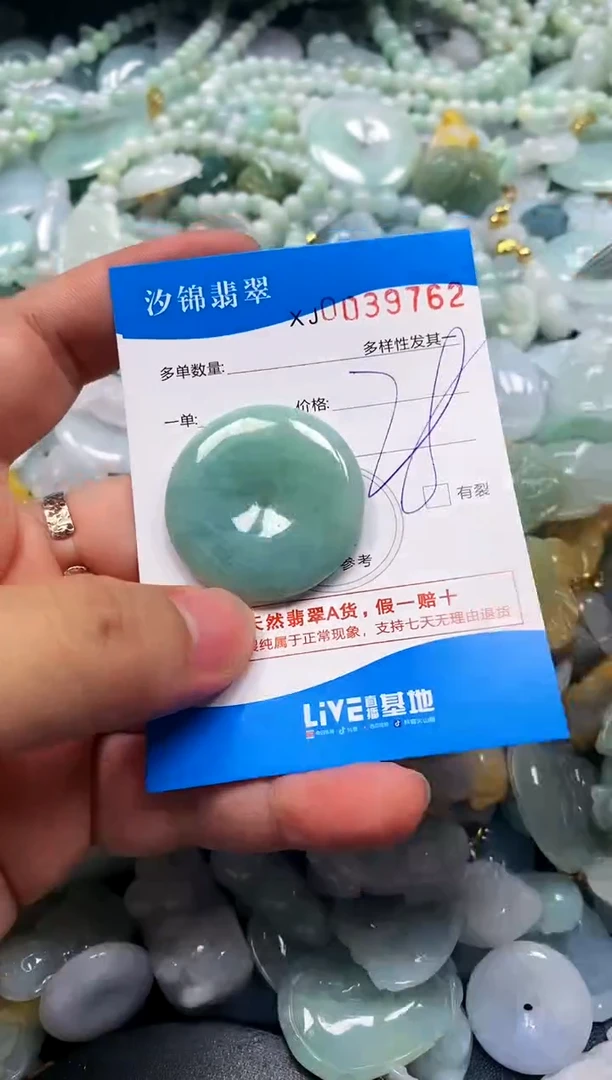 汐锦翡翠
XJ0039762
多样性发其一
多单数量:
一单:
价格:
有裂
参考
天然翡翠A货，假一赔十
纯属于正常现象，支持七天无理由退货
LiVE直播基地